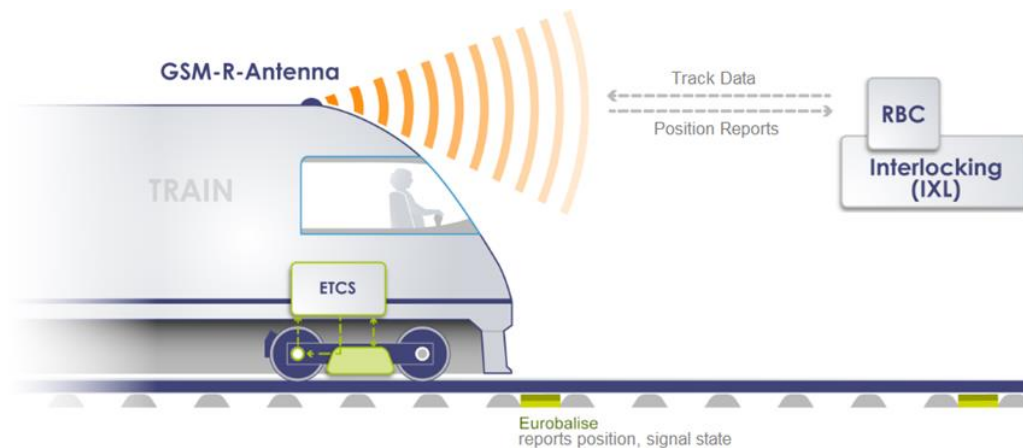 GSM-R-Antenna
Track Data
Position Reports
RBC
Interlocking
(IXL)
TRAIN
ETCS
Eurobalise
reports position, signal state